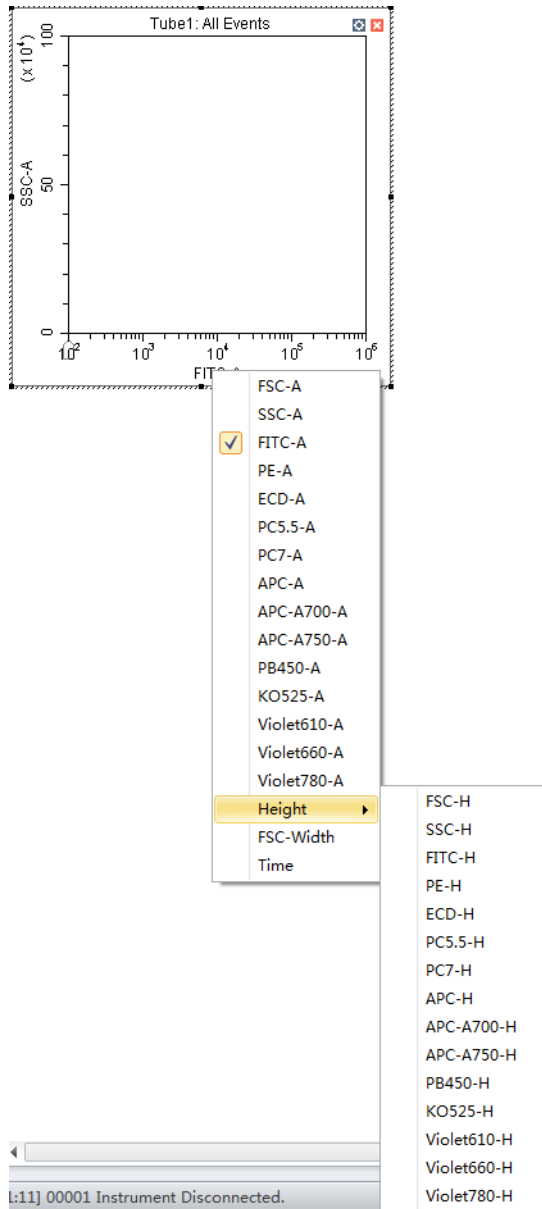 Tube1: All Events
(x 10⁴)
100
50
0
SSC-A
10² 10³ 10⁴ 10⁵ 10⁶
FSC-A
SSC-A
FITC-A
PE-A
ECD-A
PC5.5-A
PC7-A
APC-A
APC-A700-A
APC-A750-A
PB450-A
KO525-A
Violet610-A
Violet660-A
Violet780-A
Height
FSC-Width
Time
FSC-H
SSC-H
FITC-H
PE-H
ECD-H
PC5.5-H
PC7-H
APC-H
APC-A700-H
APC-A750-H
PB450-H
KO525-H
Violet610-H
Violet660-H
Violet780-H
:11] 00001 Instrument Disconnected.